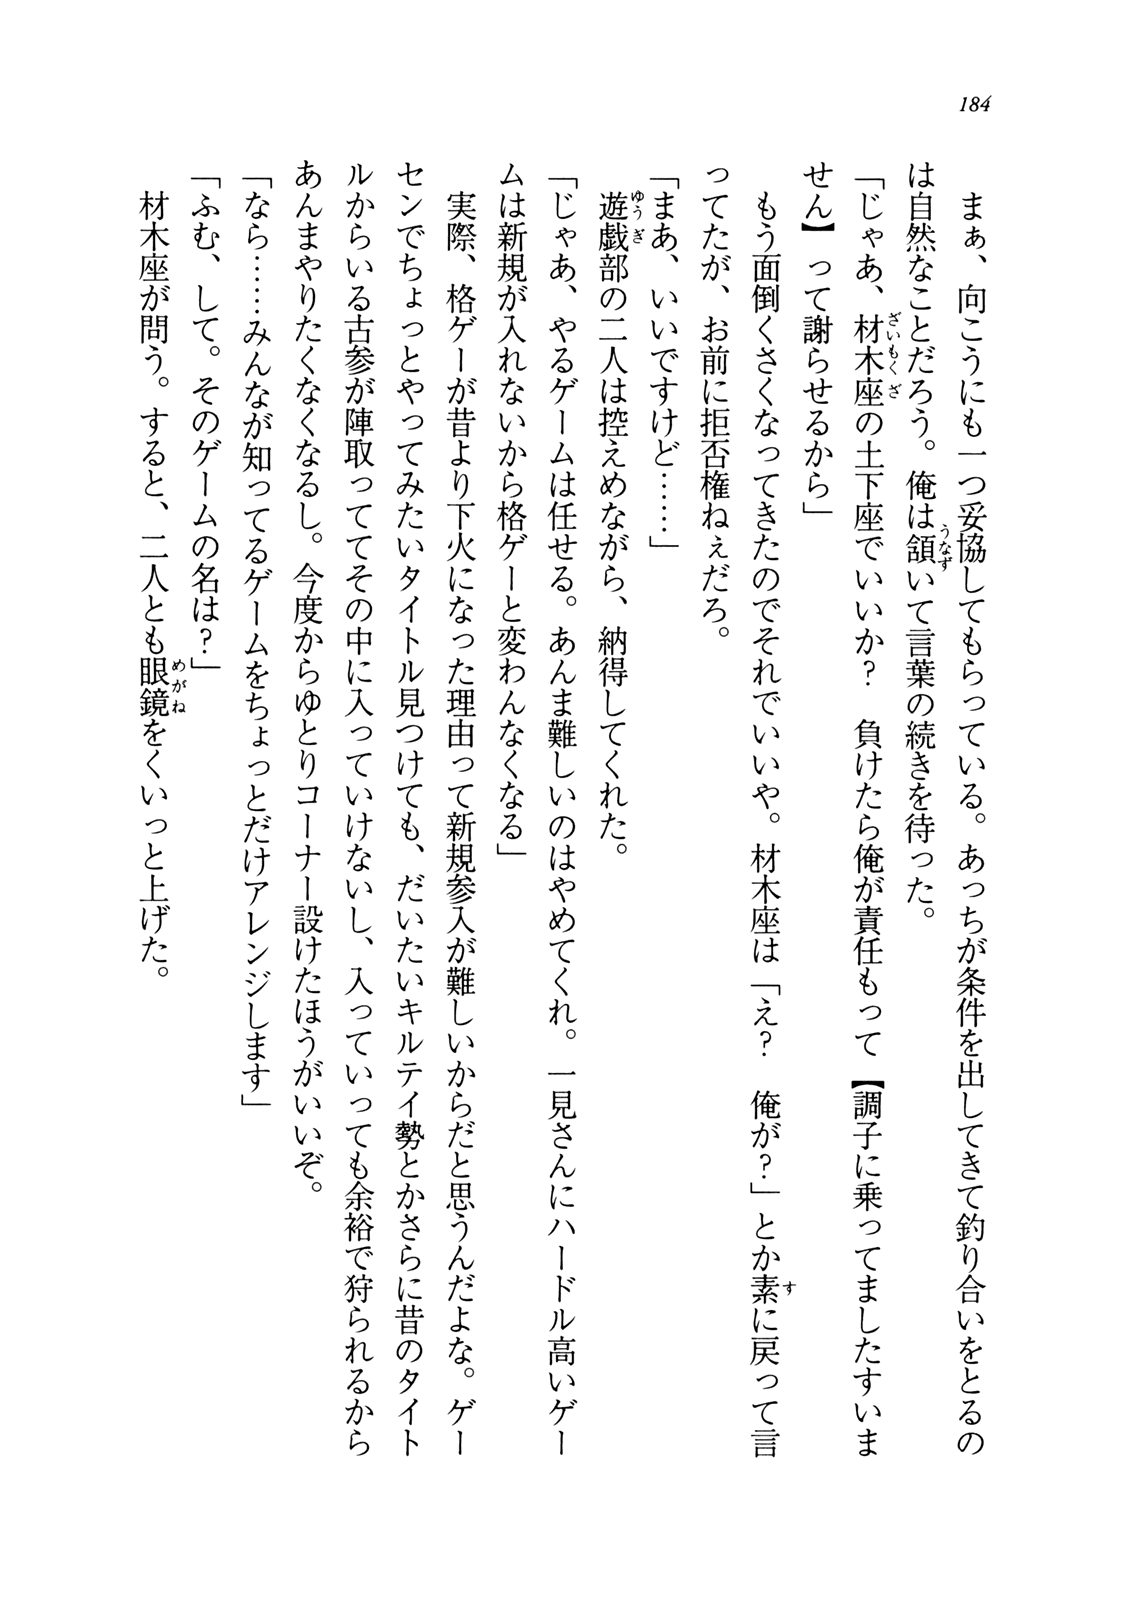 184
　まぁ、向こうにも一つ妥協してもらっている。あっちが条件を出してきて釣り合いをとるの
は自然なことだろう。俺は頷いて言葉の続きを待った。
「じゃあ、材木座の土下座でいいか？　負けたら俺が責任もって【調子に乗ってましたすいま
せん】って謝らせるから」
　もう面倒くさくなってきたのでそれでいいや。材木座は「え？　俺が？」とか素に戻って言
ってたが、お前に拒否権ねぇだろ。
「まあ、いいですけど……」
　遊戯部の二人は控えめながら、納得してくれた。
「じゃあ、やるゲームは任せる。あんま難しいのはやめてくれ。一見さんにハードル高いゲー
ムは新規が入れないから格ゲーと変わんなくなる」
　実際、格ゲーが昔より下火になった理由って新規参入が難しいからだと思うんだよな。ゲー
センでちょっとやってみたいタイトル見つけても、だいたいキルテイ勢とかさらに昔のタイト
ルからいる古参が陣取っててその中に入っていけないし、入っていっても余裕で狩られるから
あんまやりたくなくなるし。今度からゆとりコーナー設けたほうがいいぞ。
「なら……みんなが知ってるゲームをちょっとだけアレンジします」
「ふむ、して。そのゲームの名は？」
　材木座が問う。すると、二人とも眼鏡をくいっと上げた。